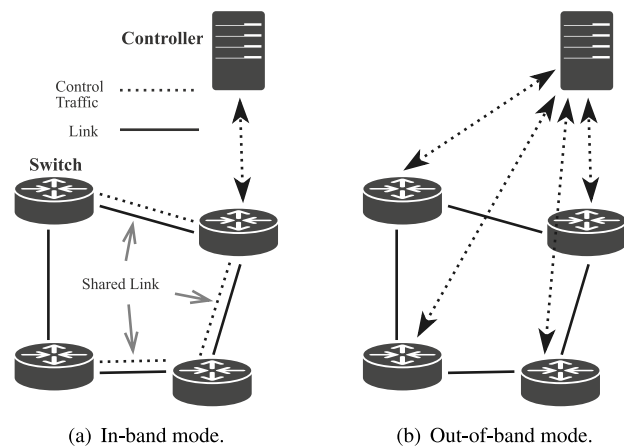 Controller
Control
Traffic
Link
Switch
Shared Link
(a) In-band mode.
(b) Out-of-band mode.